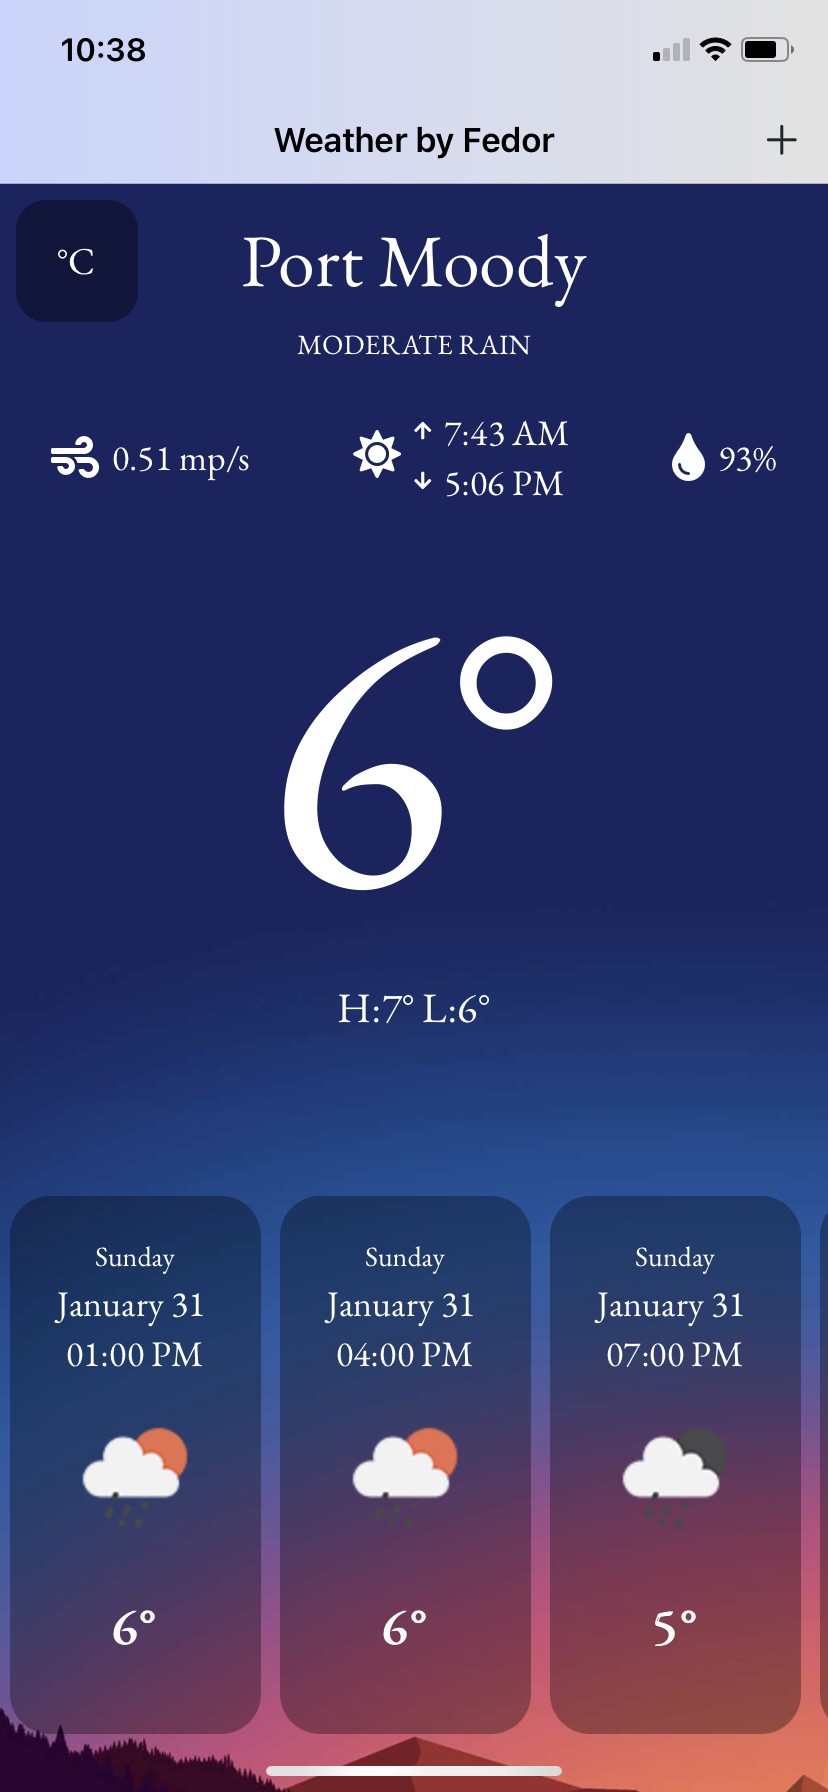 10:38
Weather by Fedor
°C
Port Moody
MODERATE RAIN
0.51 mp/s
↑ 7:43 AM
↓ 5:06 PM
93%
6°
H:7° L:6°
Sunday
January 31
01:00 PM
6°
Sunday
January 31
04:00 PM
6°
Sunday
January 31
07:00 PM
5°